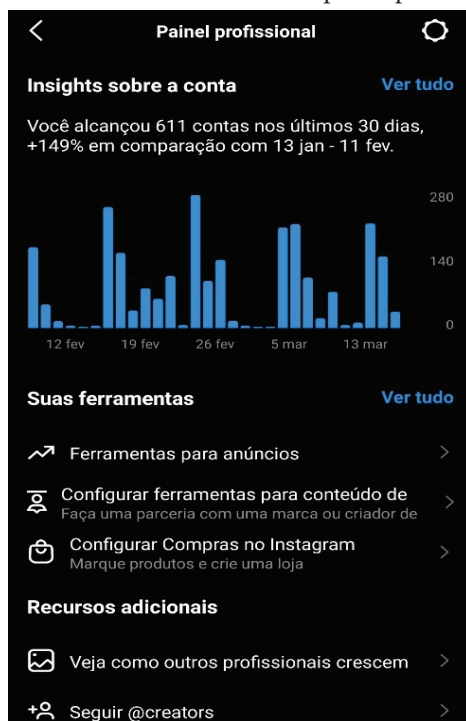 Painel profissional
Insights sobre a conta Ver tudo
Você alcançou 611 contas nos últimos 30 dias,
+149% em comparação com 13 jan - 11 fev.
280
140
0
12 fev 19 fev 26 fev 5 mar 13 mar
Suas ferramentas Ver tudo
Ferramentas para anúncios
Configurar ferramentas para conteúdo de
Faça uma parceria com uma marca ou criador de
Configurar Compras no Instagram
Marque produtos e crie uma loja
Recursos adicionais
Veja como outros profissionais crescem
Seguir @creators